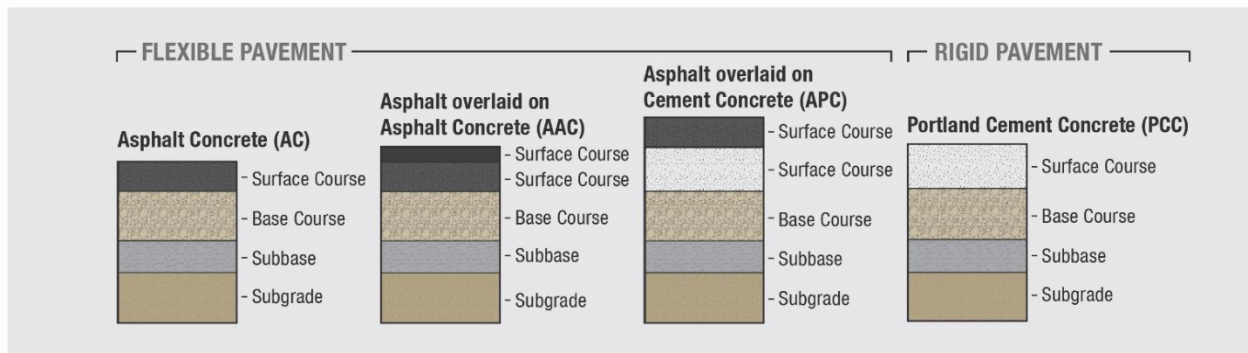 FLEXIBLE PAVEMENT
RIGID PAVEMENT
Asphalt Concrete (AC)
Surface Course
Base Course
Subbase
Subgrade
Asphalt overlaid on
Asphalt Concrete (AAC)
Surface Course
Surface Course
Base Course
Subbase
Subgrade
Asphalt overlaid on
Cement Concrete (APC)
Surface Course
Surface Course
Base Course
Subbase
Subgrade
Portland Cement Concrete (PCC)
Surface Course
Base Course
Subbase
Subgrade